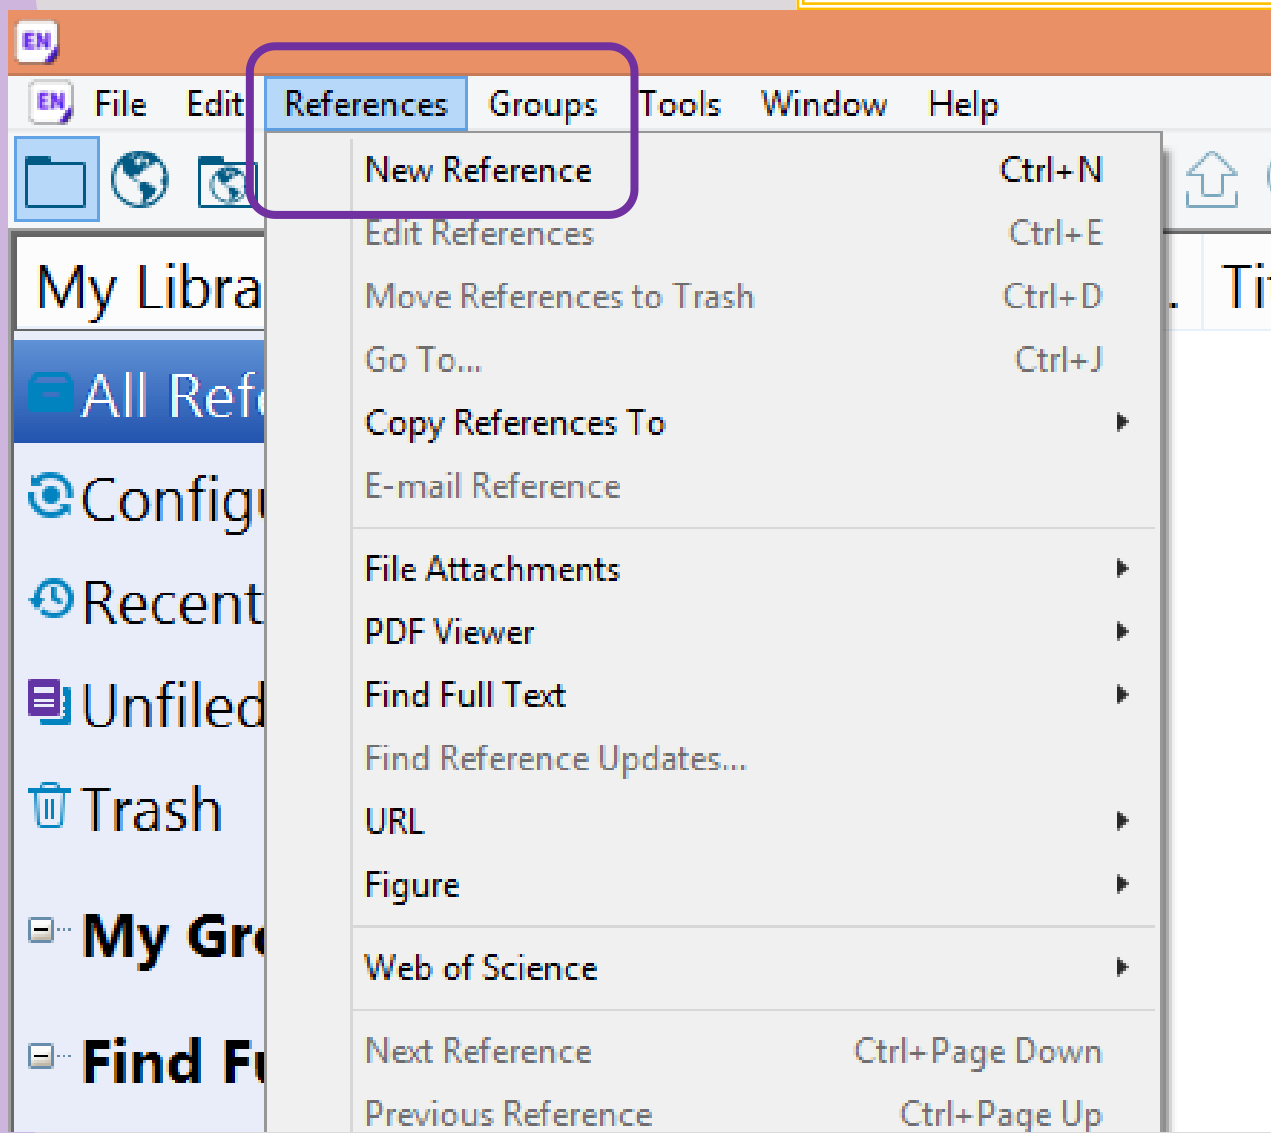 EN
EN File Edit References Groups Tools Window Help
New Reference Ctrl+N
Edit References Ctrl+E
My Libra Move References to Trash Ctrl+D . Ti
Go To... Ctrl+J
All Refe Copy References To
Configu E-mail Reference
File Attachments
Recent PDF Viewer
Unfiled Find Full Text
Find Reference Updates...
Trash URL
Figure
My Gro Web of Science
Find Fu Next Reference Ctrl+Page Down
Previous Reference Ctrl+Page Up